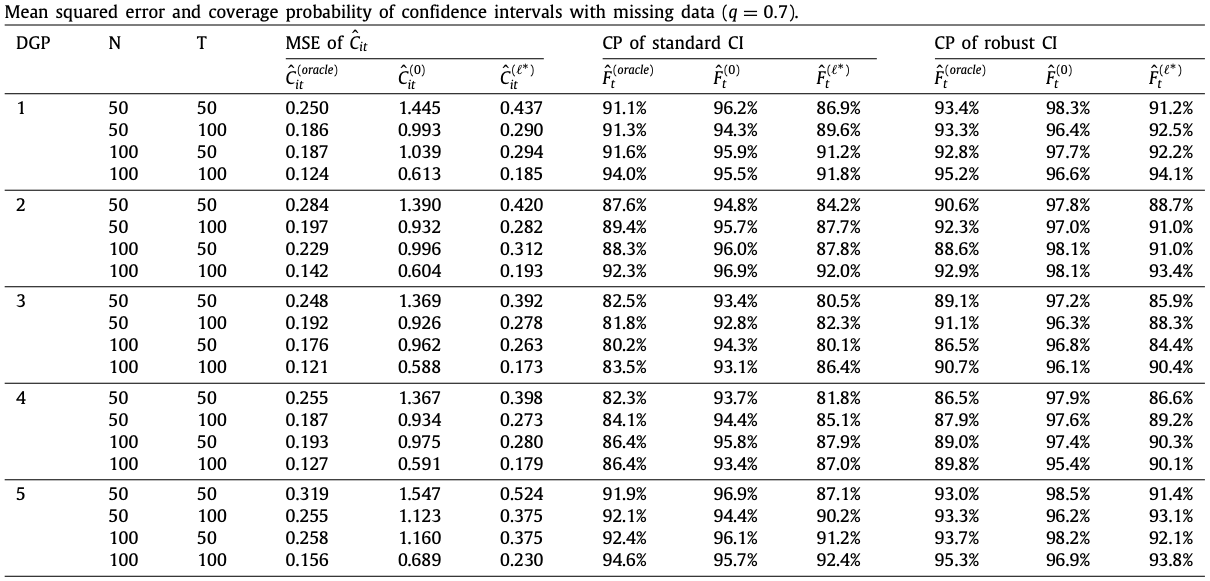 Mean squared error and coverage probability of confidence intervals with missing data (q = 0.7).
DGP N T MSE of Ĉ_it CP of standard CI CP of robust CI
Ĉ_it^(oracle) Ĉ_it^(0) Ĉ_it^(ℓ*) F̂_t^(oracle) F̂_t^(0) F̂_t^(ℓ*) F̂_t^(oracle) F̂_t^(0) F̂_t^(ℓ*)
1 50 50 0.250 1.445 0.437 91.1% 96.2% 86.9% 93.4% 98.3% 91.2%
50 100 0.186 0.993 0.290 91.3% 94.3% 89.6% 93.3% 96.4% 92.5%
100 50 0.187 1.039 0.294 91.6% 95.9% 91.2% 92.8% 97.7% 92.2%
100 100 0.124 0.613 0.185 94.0% 95.5% 91.8% 95.2% 96.6% 94.1%
2 50 50 0.284 1.390 0.420 87.6% 94.8% 84.2% 90.6% 97.8% 88.7%
50 100 0.197 0.932 0.282 89.4% 95.7% 87.7% 92.3% 97.0% 91.0%
100 50 0.229 0.996 0.312 88.3% 96.0% 87.8% 88.6% 98.1% 91.0%
100 100 0.142 0.604 0.193 92.3% 96.9% 92.0% 92.9% 98.1% 93.4%
3 50 50 0.248 1.369 0.392 82.5% 93.4% 80.5% 89.1% 97.2% 85.9%
50 100 0.192 0.926 0.278 81.8% 92.8% 82.3% 91.1% 96.3% 88.3%
100 50 0.176 0.962 0.263 80.2% 94.3% 80.1% 86.5% 96.8% 84.4%
100 100 0.121 0.588 0.173 83.5% 93.1% 86.4% 90.7% 96.1% 90.4%
4 50 50 0.255 1.367 0.398 82.3% 93.7% 81.8% 86.5% 97.9% 86.6%
50 100 0.187 0.934 0.273 84.1% 94.4% 85.1% 87.9% 97.6% 89.2%
100 50 0.193 0.975 0.280 86.4% 95.8% 87.9% 89.0% 97.4% 90.3%
100 100 0.127 0.591 0.179 86.4% 93.4% 87.0% 89.8% 95.4% 90.1%
5 50 50 0.319 1.547 0.524 91.9% 96.9% 87.1% 93.0% 98.5% 91.4%
50 100 0.255 1.123 0.375 92.1% 94.4% 90.2% 93.3% 96.2% 93.1%
100 50 0.258 1.160 0.375 92.4% 96.1% 91.2% 93.7% 98.2% 92.1%
100 100 0.156 0.689 0.230 94.6% 95.7% 92.4% 95.3% 96.9% 93.8%